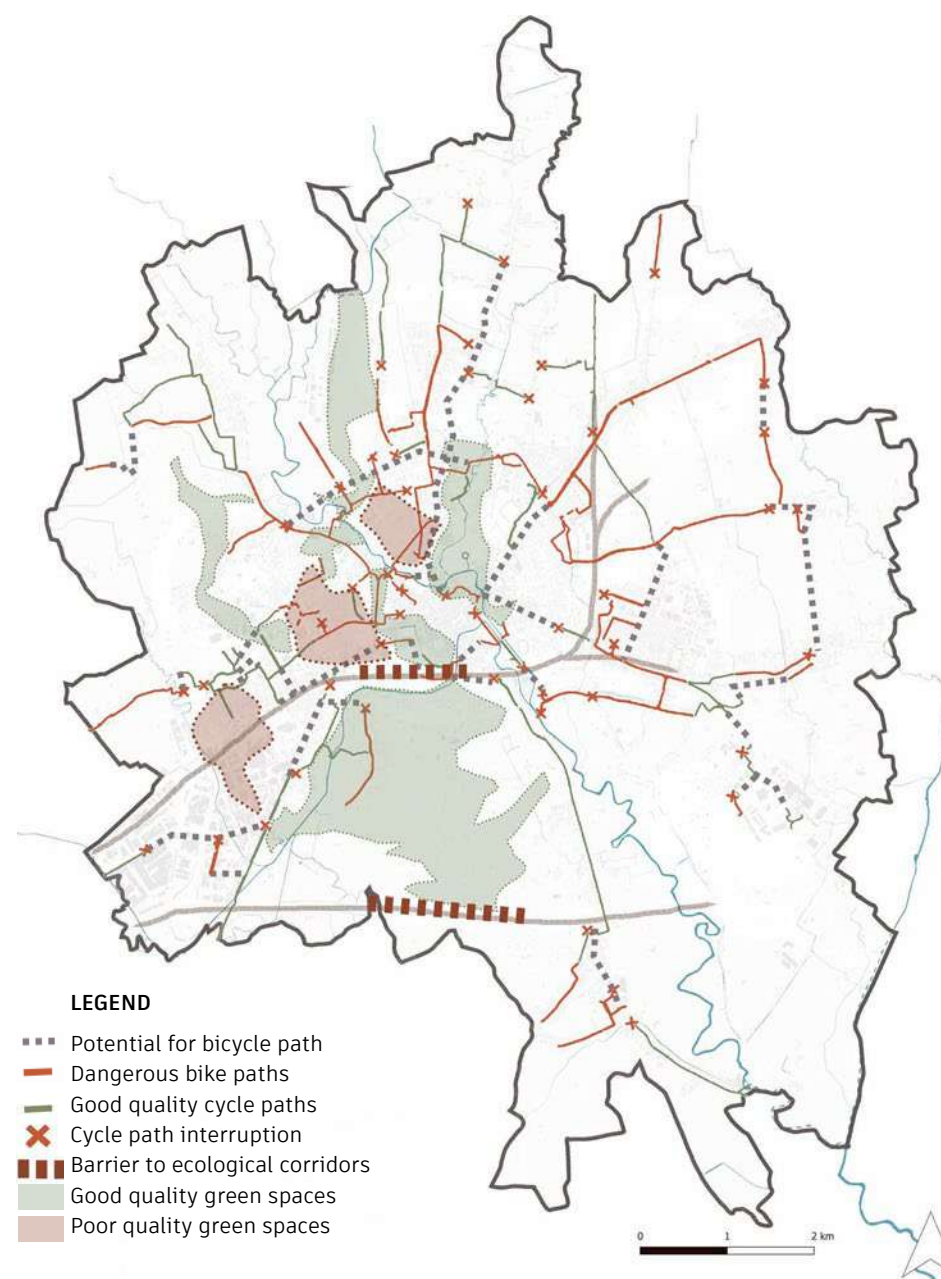 LEGEND
Potential for bicycle path
Dangerous bike paths
Good quality cycle paths
Cycle path interruption
Barrier to ecological corridors
Good quality green spaces
Poor quality green spaces
0 1 2 km